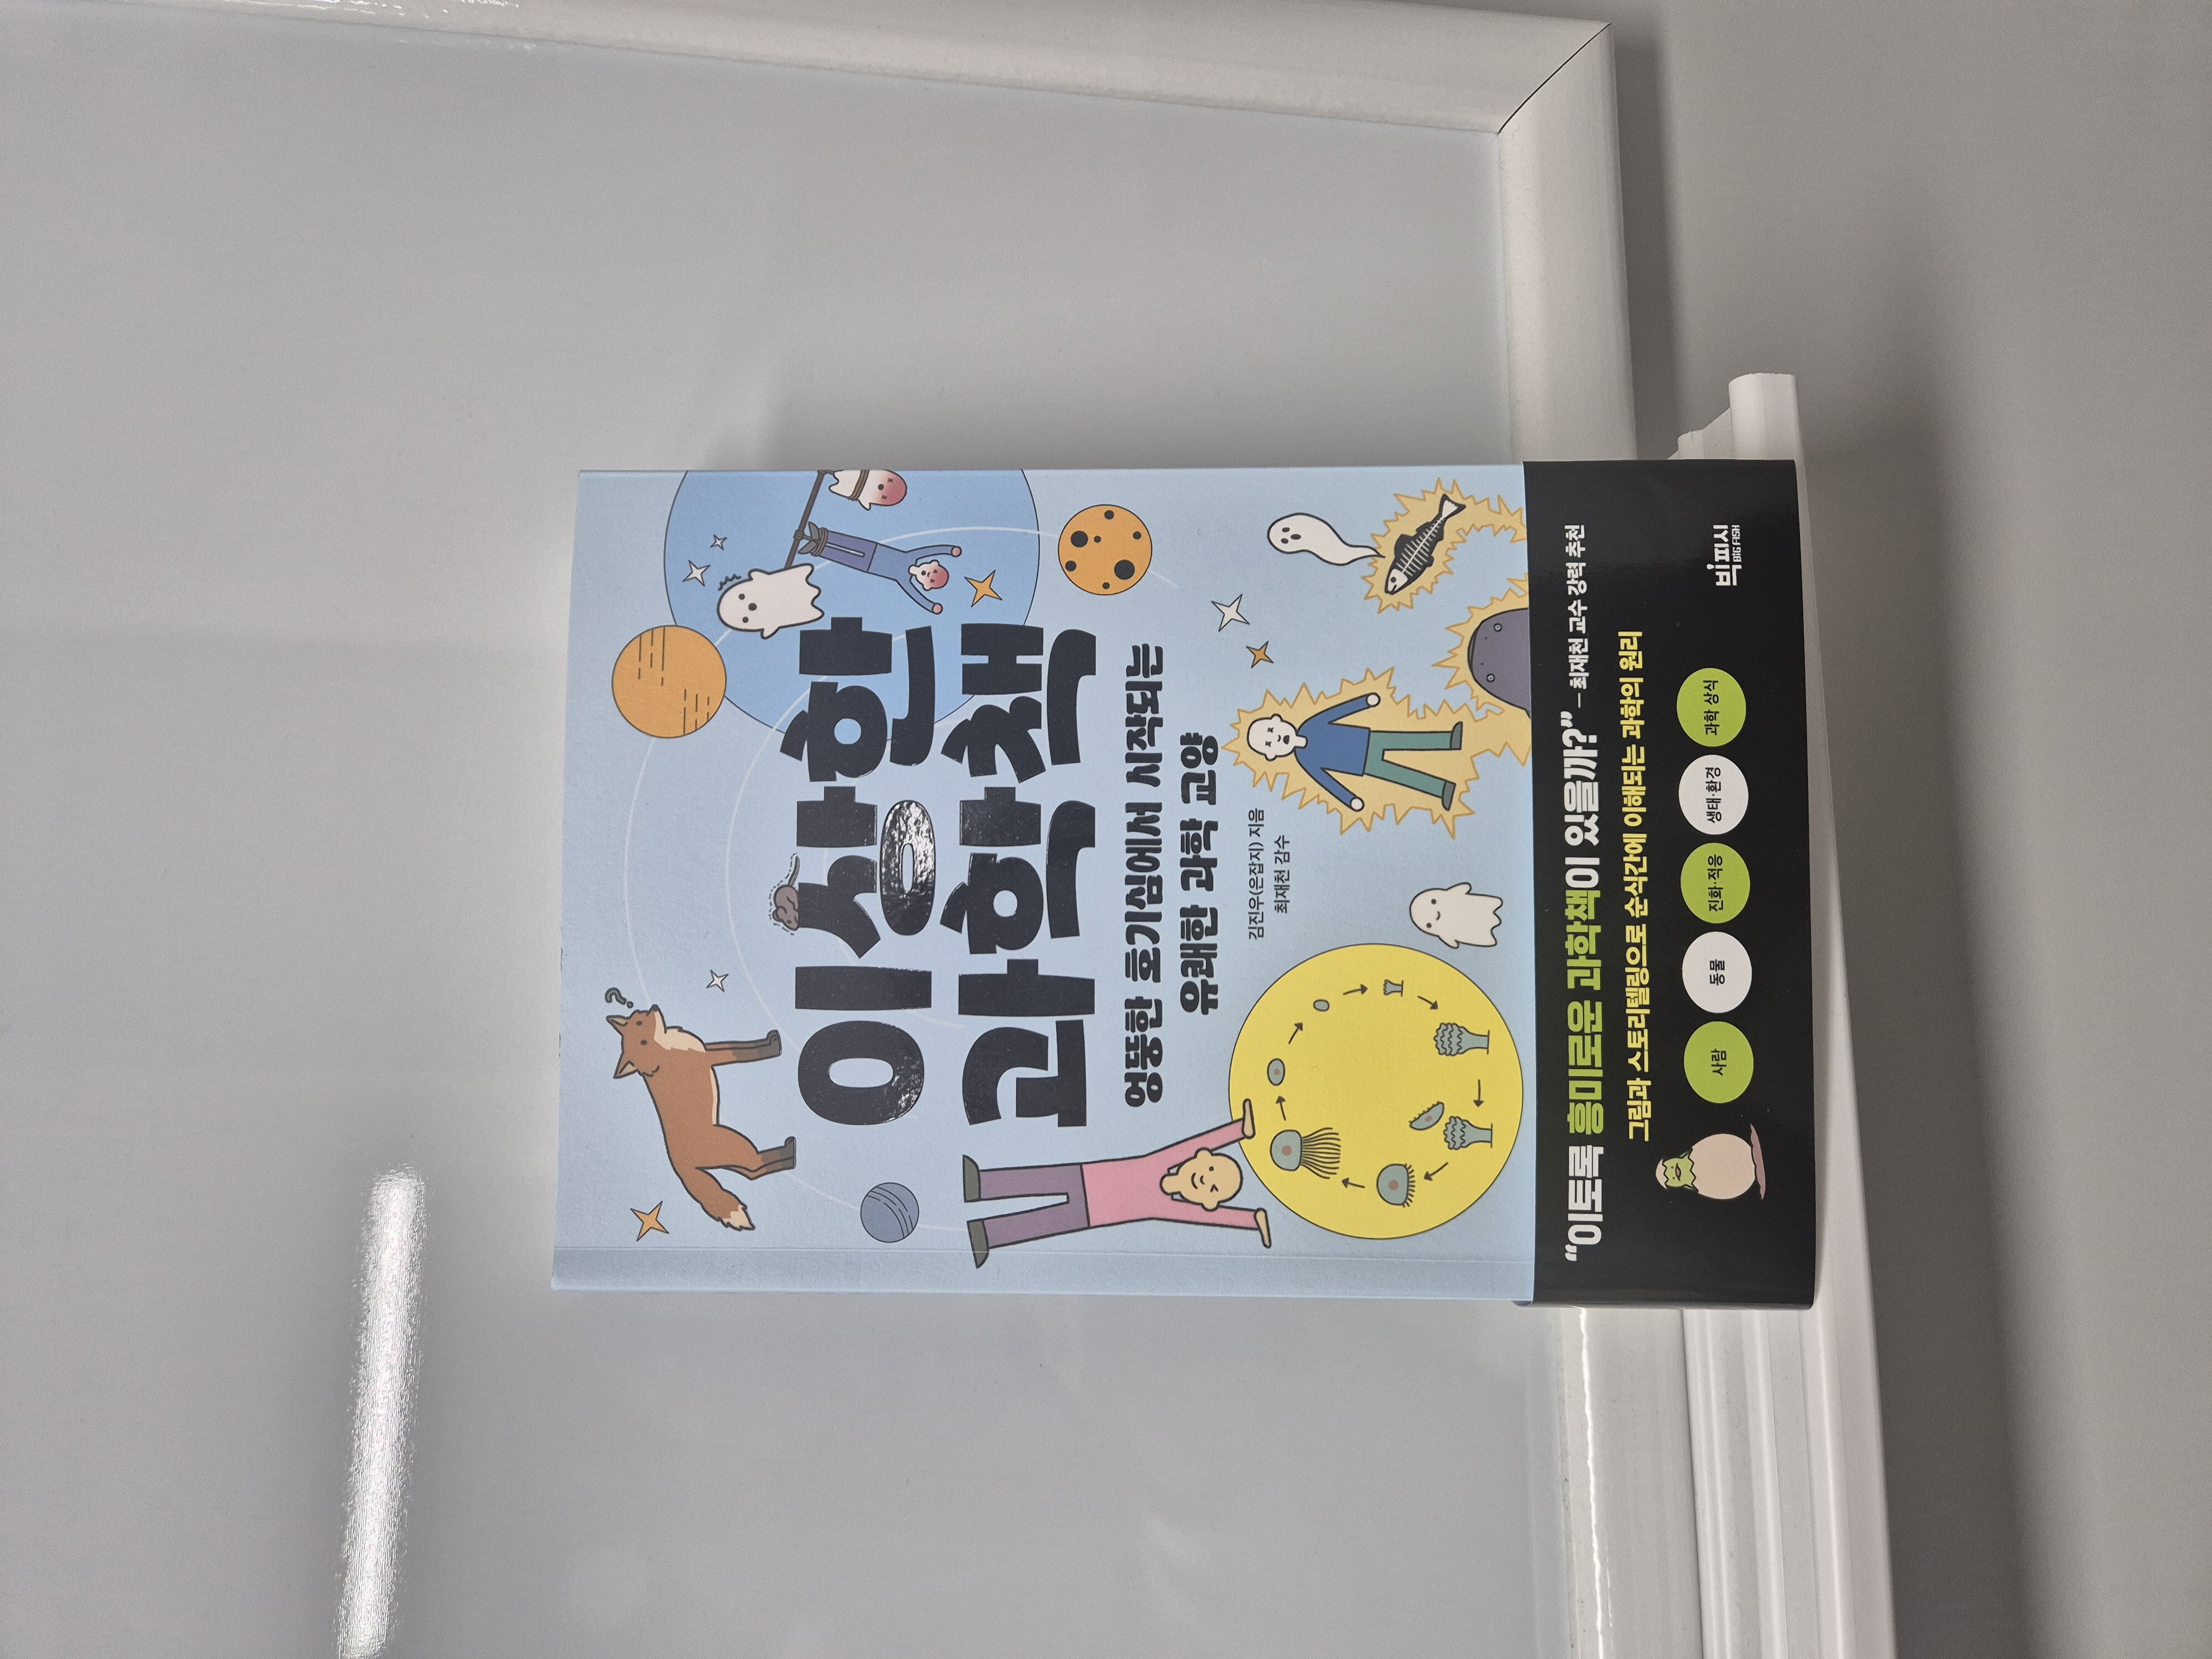 ?
이상한
과학책
엉뚱한 호기심에서 시작되는
유쾌한 과학 교양
김진우(은잡지) 지음
최재천 감수
“이토록 흥미로운 과학책이 있을까?” – 최재천 교수 강력 추천
그림과 스토리텔링으로 순식간에 이해되는 과학의 원리
사람 동물 진화·적응 생태·환경 과학 상식
빅피시
BIG FISH